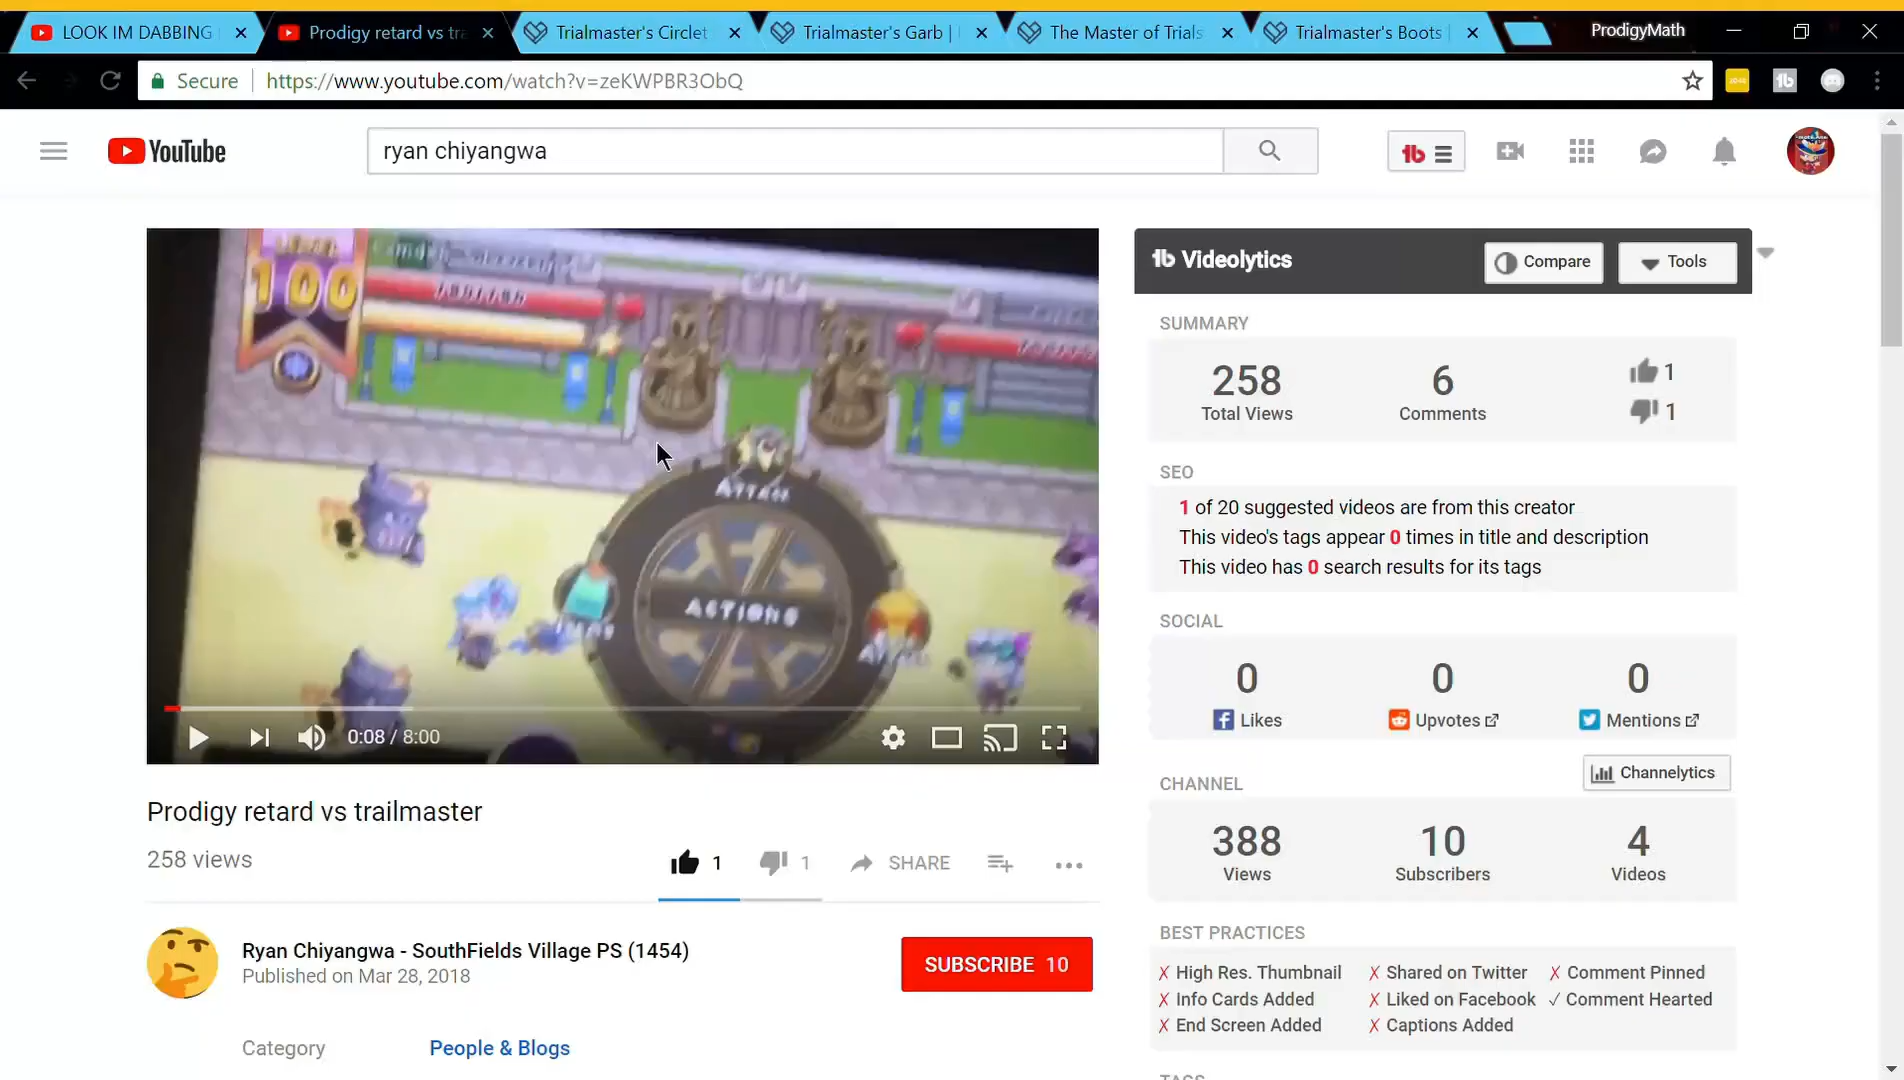 LOOK IM DABBING
Prodigy retard vs tra
Trialmaster's Circlet
Trialmaster's Garb |
The Master of Trials
Trialmaster's Boots |
ProdigyMath
Secure
https://www.youtube.com/watch?v=zeKWPBR3ObQ
YouTube
ryan chiyangwa
LEVEL
100
ATTACK
ACTIONS
0:08 / 8:00
Prodigy retard vs trailmaster
258 views
1
1
SHARE
Ryan Chiyangwa - SouthFields Village PS (1454)
Published on Mar 28, 2018
SUBSCRIBE 10
Category
People & Blogs
Videolytics
Compare
Tools
SUMMARY
258
Total Views
6
Comments
1
1
SEO
1 of 20 suggested videos are from this creator
This video's tags appear 0 times in title and description
This video has 0 search results for its tags
SOCIAL
0
Likes
0
Upvotes
0
Mentions
CHANNEL
Channelytics
388
Views
10
Subscribers
4
Videos
BEST PRACTICES
High Res. Thumbnail
Shared on Twitter
Comment Pinned
Info Cards Added
Liked on Facebook
Comment Hearted
End Screen Added
Captions Added
TAGS